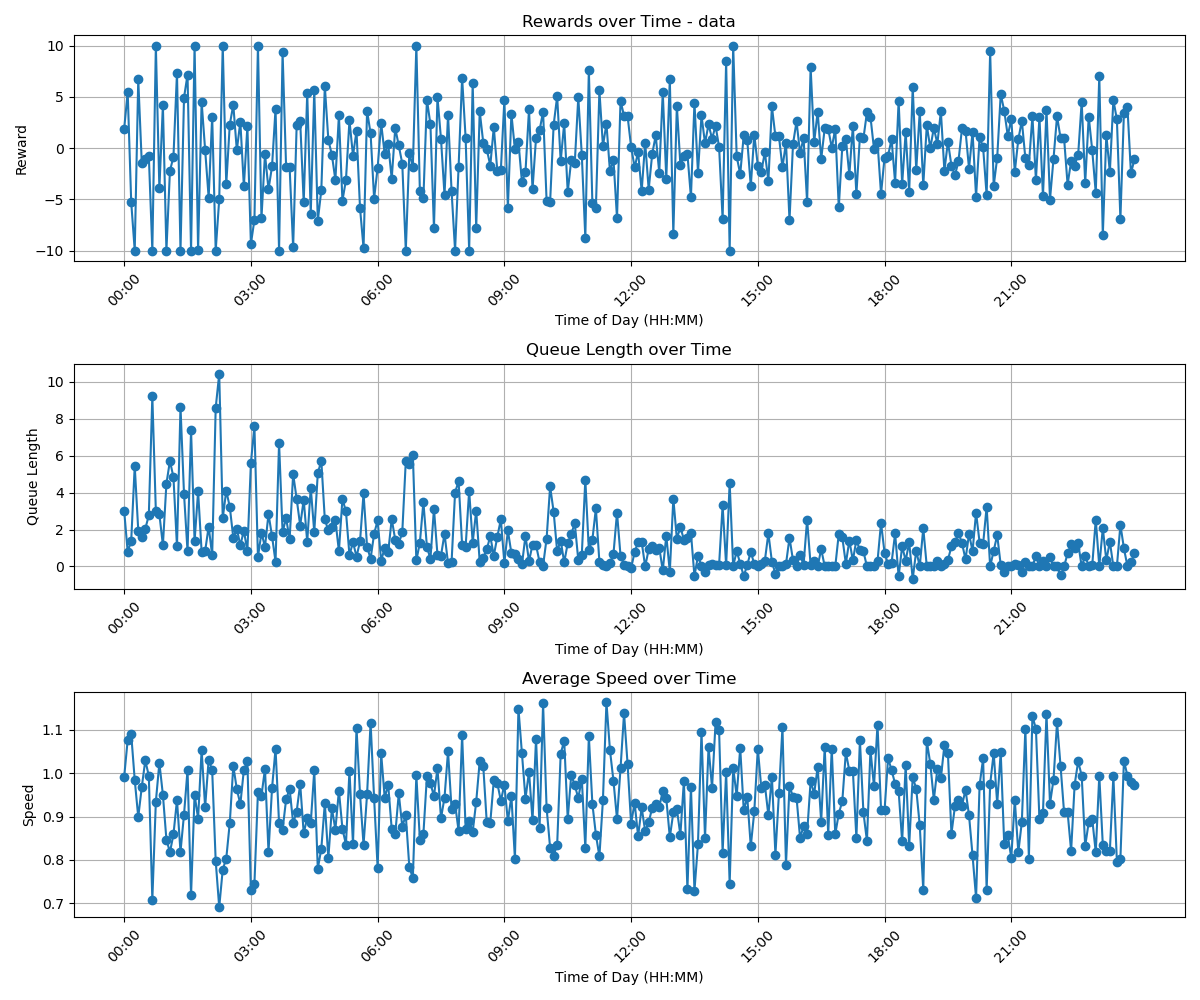 Rewards over Time - data
10
5
0
−5
−10
Reward
00:00 03:00 06:00 09:00 12:00 15:00 18:00 21:00
Time of Day (HH:MM)
Queue Length over Time
10
8
6
4
2
0
Queue Length
00:00 03:00 06:00 09:00 12:00 15:00 18:00 21:00
Time of Day (HH:MM)
Average Speed over Time
1.1
1.0
0.9
0.8
0.7
Speed
00:00 03:00 06:00 09:00 12:00 15:00 18:00 21:00
Time of Day (HH:MM)